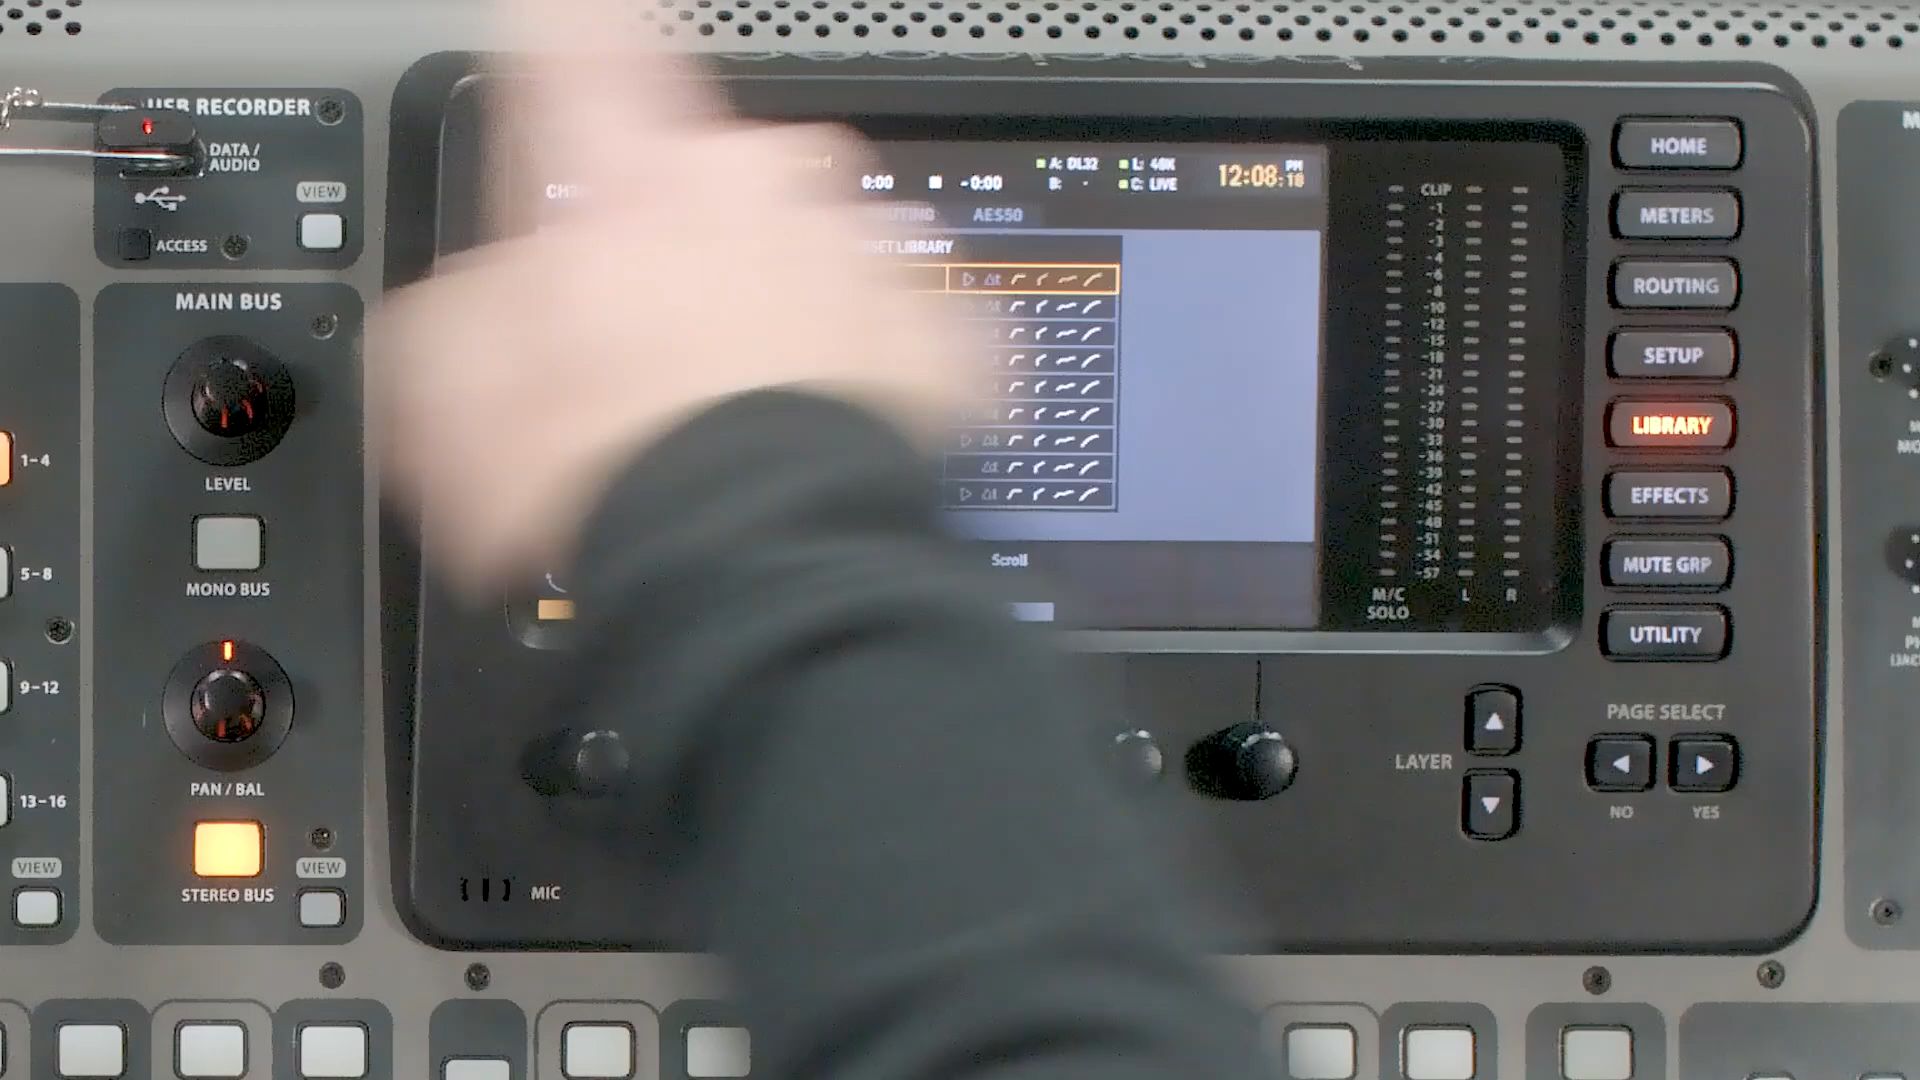 USB RECORDER
DATA /
AUDIO
VIEW
ACCESS
MAIN BUS
LEVEL
MONO BUS
PAN / BAL
STEREO BUS
VIEW
1-4
5-8
9-12
13-16
VIEW
0:00 -0:00
A: DL32 L: 48K
B: - C: LIVE
12:08:18 PM
AES50
LIBRARY
Scroll
CLIP
-1
-2
-3
-4
-6
-8
-10
-12
-15
-18
-21
-24
-27
-30
-33
-36
-39
-42
-45
-48
-51
-54
-57
M/C
SOLO
L R
HOME
METERS
ROUTING
SETUP
LIBRARY
EFFECTS
MUTE GRP
UTILITY
PAGE SELECT
LAYER
NO YES
MIC